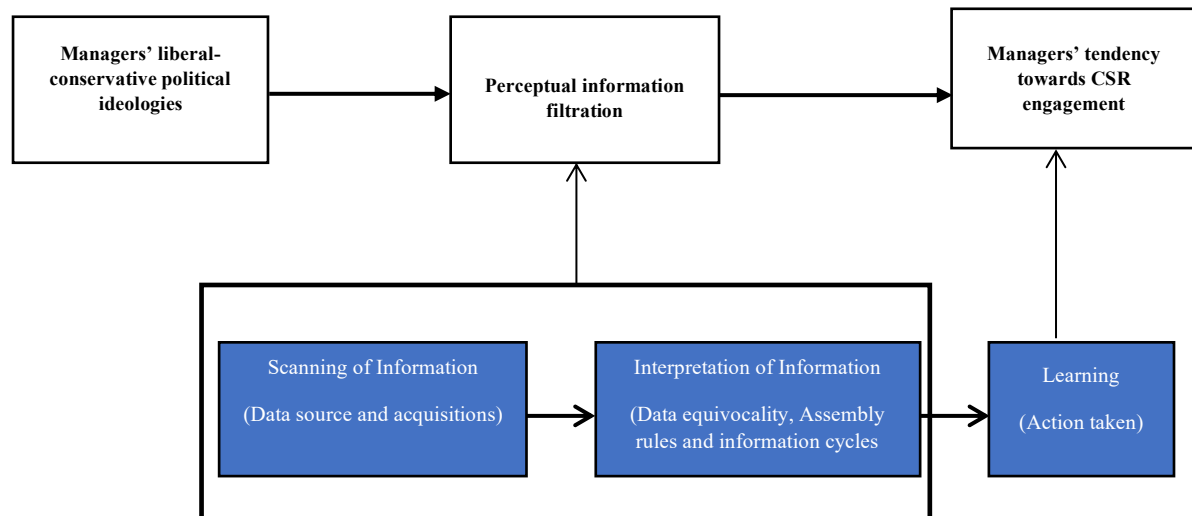 Managers’ liberal-
conservative political
ideologies
Perceptual information
filtration
Managers’ tendency
towards CSR
engagement
Scanning of Information
(Data source and acquisitions)
Interpretation of Information
(Data equivocality, Assembly
rules and information cycles
Learning
(Action taken)